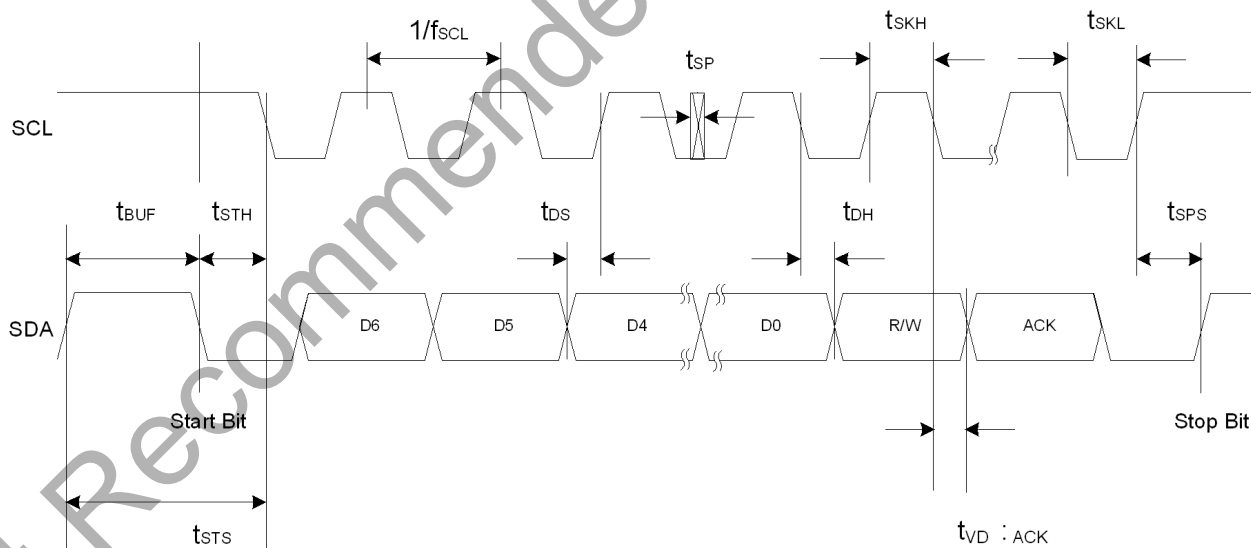 1/fSCL
tSKH
tSKL
tSP
SCL
tBUF
tSTH
tDS
tDH
tSPS
SDA
D6
D5
D4
D0
R/W
ACK
Start Bit
Stop Bit
tSTS
tVD : ACK
Recommende